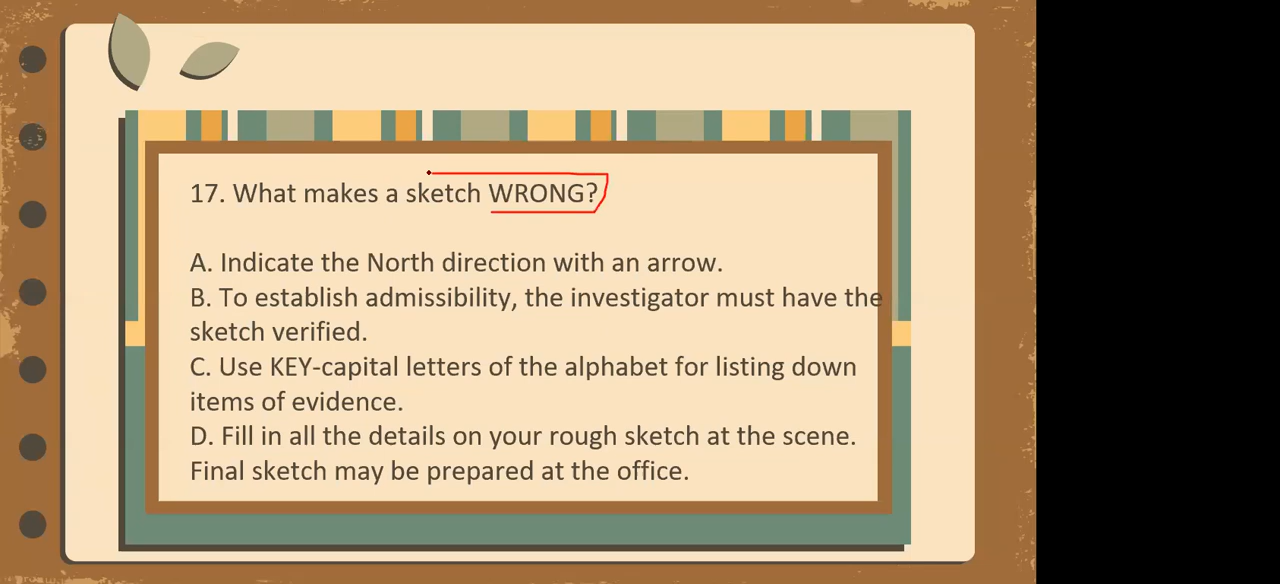 17. What makes a sketch WRONG?
A. Indicate the North direction with an arrow.
B. To establish admissibility, the investigator must have the
sketch verified.
C. Use KEY-capital letters of the alphabet for listing down
items of evidence.
D. Fill in all the details on your rough sketch at the scene.
Final sketch may be prepared at the office.